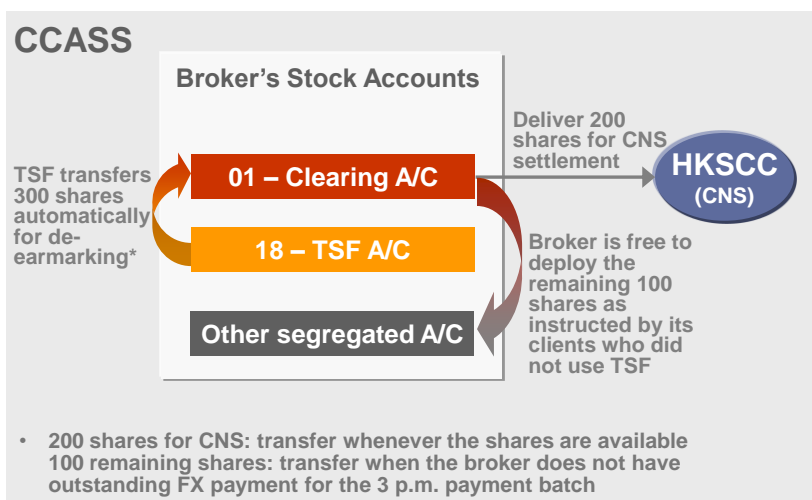 CCASS
Broker's Stock Accounts
TSF transfers
300 shares
automatically
for de-
earmarking*
01 – Clearing A/C
18 – TSF A/C
Other segregated A/C
Deliver 200
shares for CNS
settlement
HKSCC
(CNS)
Broker is free to
deploy the
remaining 100
shares as
instructed by its
clients who did
not use TSF
• 200 shares for CNS: transfer whenever the shares are available
100 remaining shares: transfer when the broker does not have
outstanding FX payment for the 3 p.m. payment batch